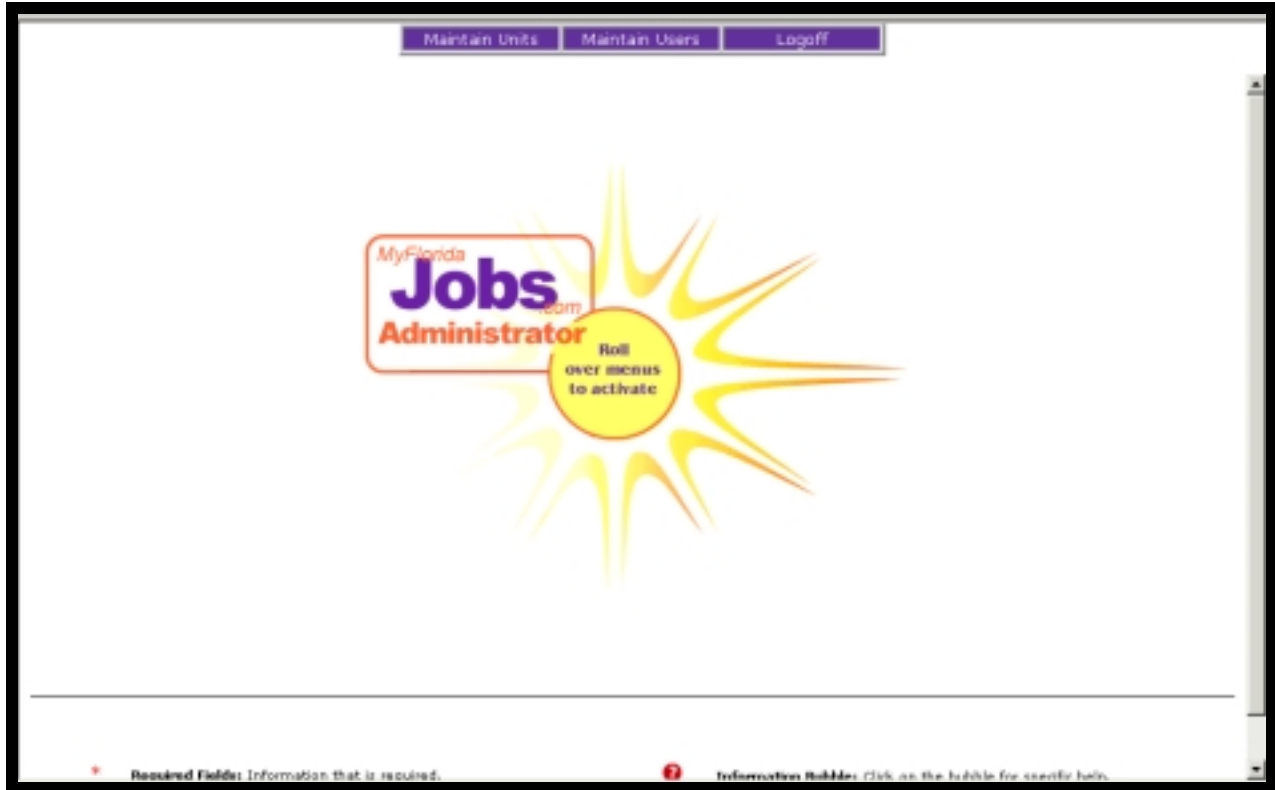 Maintain Units Maintain Users Logoff
MyFlorida
Jobs
.com
Administrator
Roll
over menus
to activate
* Required Fields: Information that is required.
? Information Bubble: Click on the bubble for specific help.